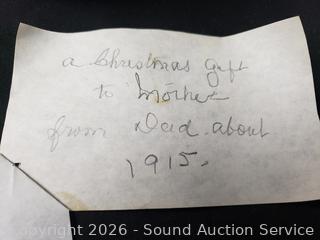 a Christmas gift
to Mother
from Dad. about
1915.
Copyright 2026 - Sound Auction Service